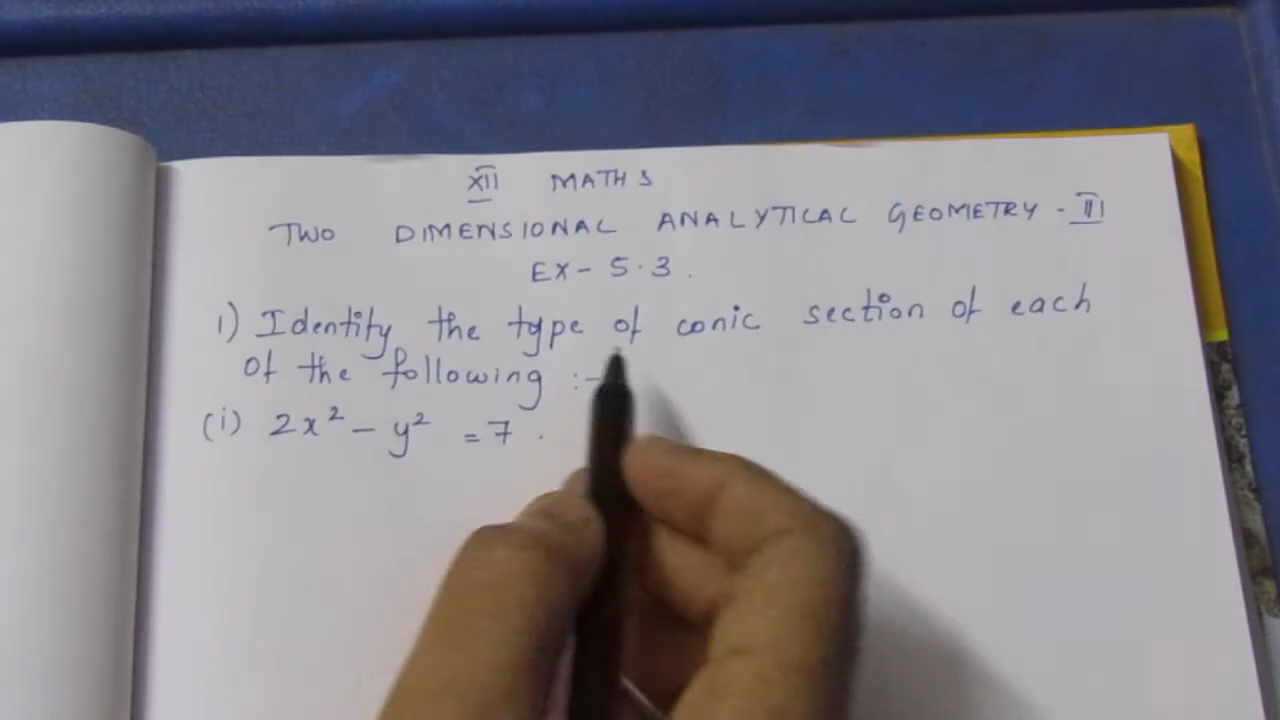 XII MATHS
TWO DIMENSIONAL ANALYTICAL GEOMETRY - II
EX - 5.3.
1) Identify the type of conic section of each
of the following :-
(i) 2x² - y² = 7.